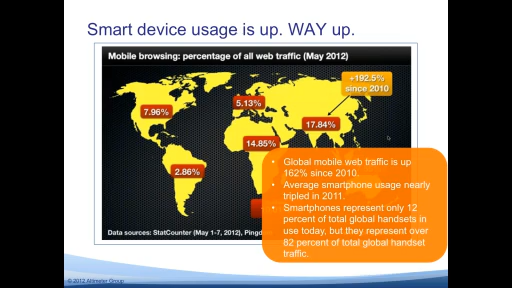 Smart device usage is up. WAY up.
Mobile browsing: percentage of all web traffic (May 2012)
+192.5%
since 2010
7.96%
5.13%
17.84%
14.85%
2.86%
• Global mobile web traffic is up
162% since 2010.
• Average smartphone usage nearly
tripled in 2011.
• Smartphones represent only 12
percent of total global handsets in
use today, but they represent over
82 percent of total global handset
traffic.
Data sources: StatCounter (May 1-7, 2012), Pingd
© 2012 Altimeter Group